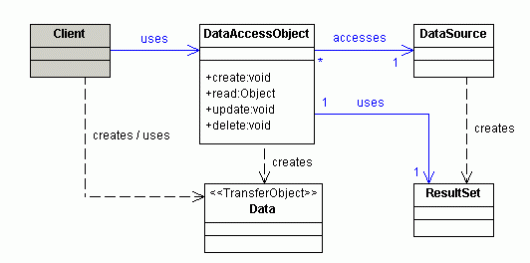 Client
uses
DataAccessObject
accesses
DataSource
*
1
+create:void
+read:Object
+update:void
+delete:void
1
uses
creates
creates / uses
creates
1
<<TransferObject>>
Data
ResultSet